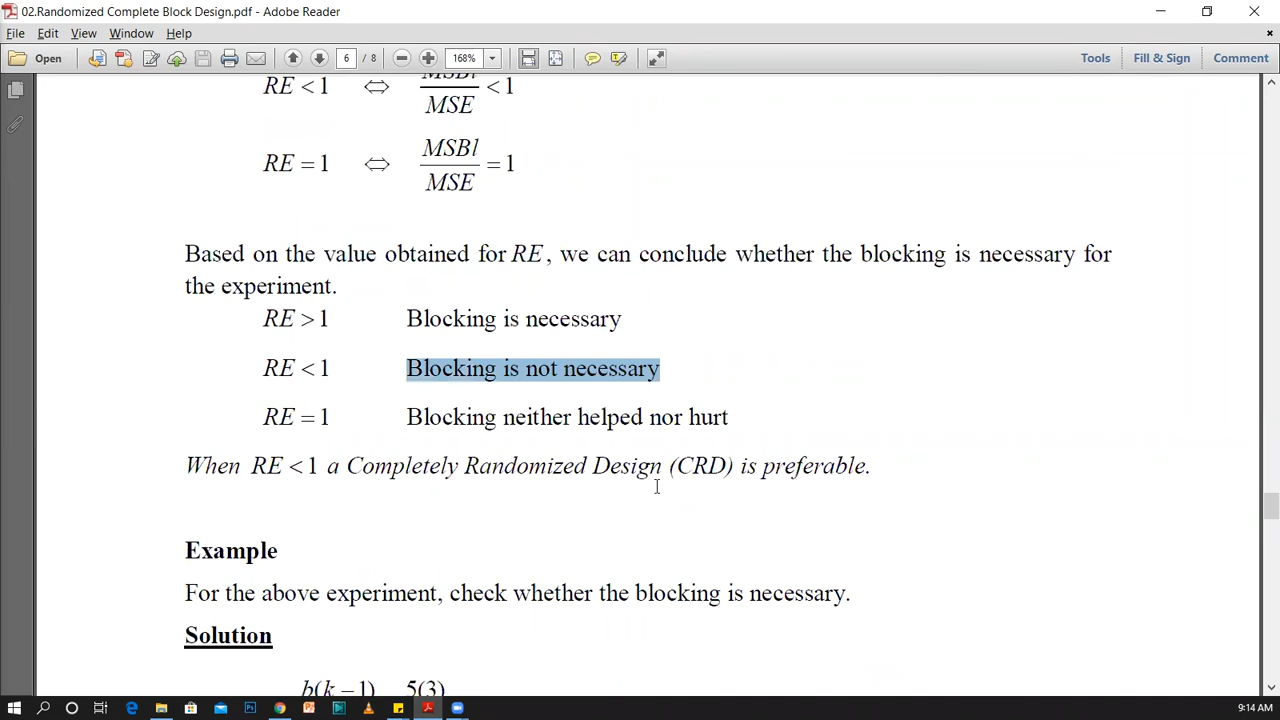 02.Randomized Complete Block Design.pdf - Adobe Reader
File Edit View Window Help
Open 6 / 8 168% Tools Fill & Sign Comment
RE < 1 ⇔ MSBl / MSE < 1
RE = 1 ⇔ MSBl / MSE = 1
Based on the value obtained for RE, we can conclude whether the blocking is necessary for
the experiment.
RE > 1 Blocking is necessary
RE < 1 Blocking is not necessary
RE = 1 Blocking neither helped nor hurt
When RE < 1 a Completely Randomized Design (CRD) is preferable.
Example
For the above experiment, check whether the blocking is necessary.
Solution
b(k − 1) 5(3)
9:14 AM